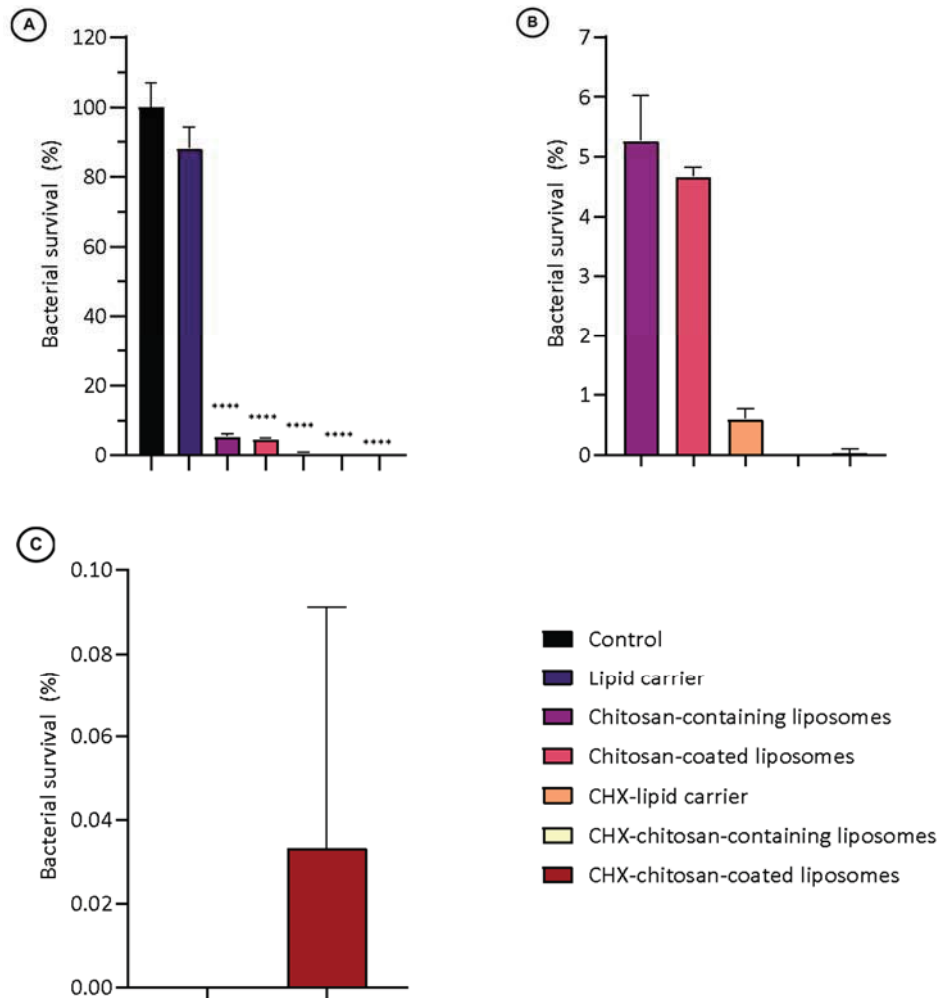 A
Bacterial survival (%)
120
100
80
60
40
20
0
****
****
****
****
****
B
Bacterial survival (%)
7
6
5
4
3
2
1
0
C
Bacterial survival (%)
0.10
0.08
0.06
0.04
0.02
0.00
Control
Lipid carrier
Chitosan-containing liposomes
Chitosan-coated liposomes
CHX-lipid carrier
CHX-chitosan-containing liposomes
CHX-chitosan-coated liposomes